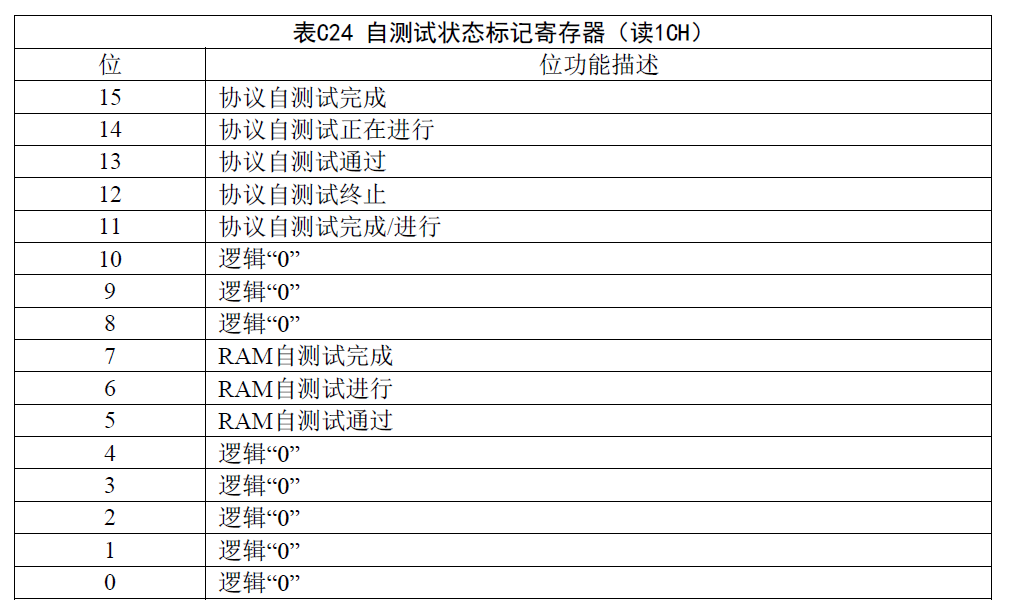 表C24 自测试状态标记寄存器（读1CH）
位 位功能描述
15 协议自测试完成
14 协议自测试正在进行
13 协议自测试通过
12 协议自测试终止
11 协议自测试完成/进行
10 逻辑“0”
9 逻辑“0”
8 逻辑“0”
7 RAM自测试完成
6 RAM自测试进行
5 RAM自测试通过
4 逻辑“0”
3 逻辑“0”
2 逻辑“0”
1 逻辑“0”
0 逻辑“0”